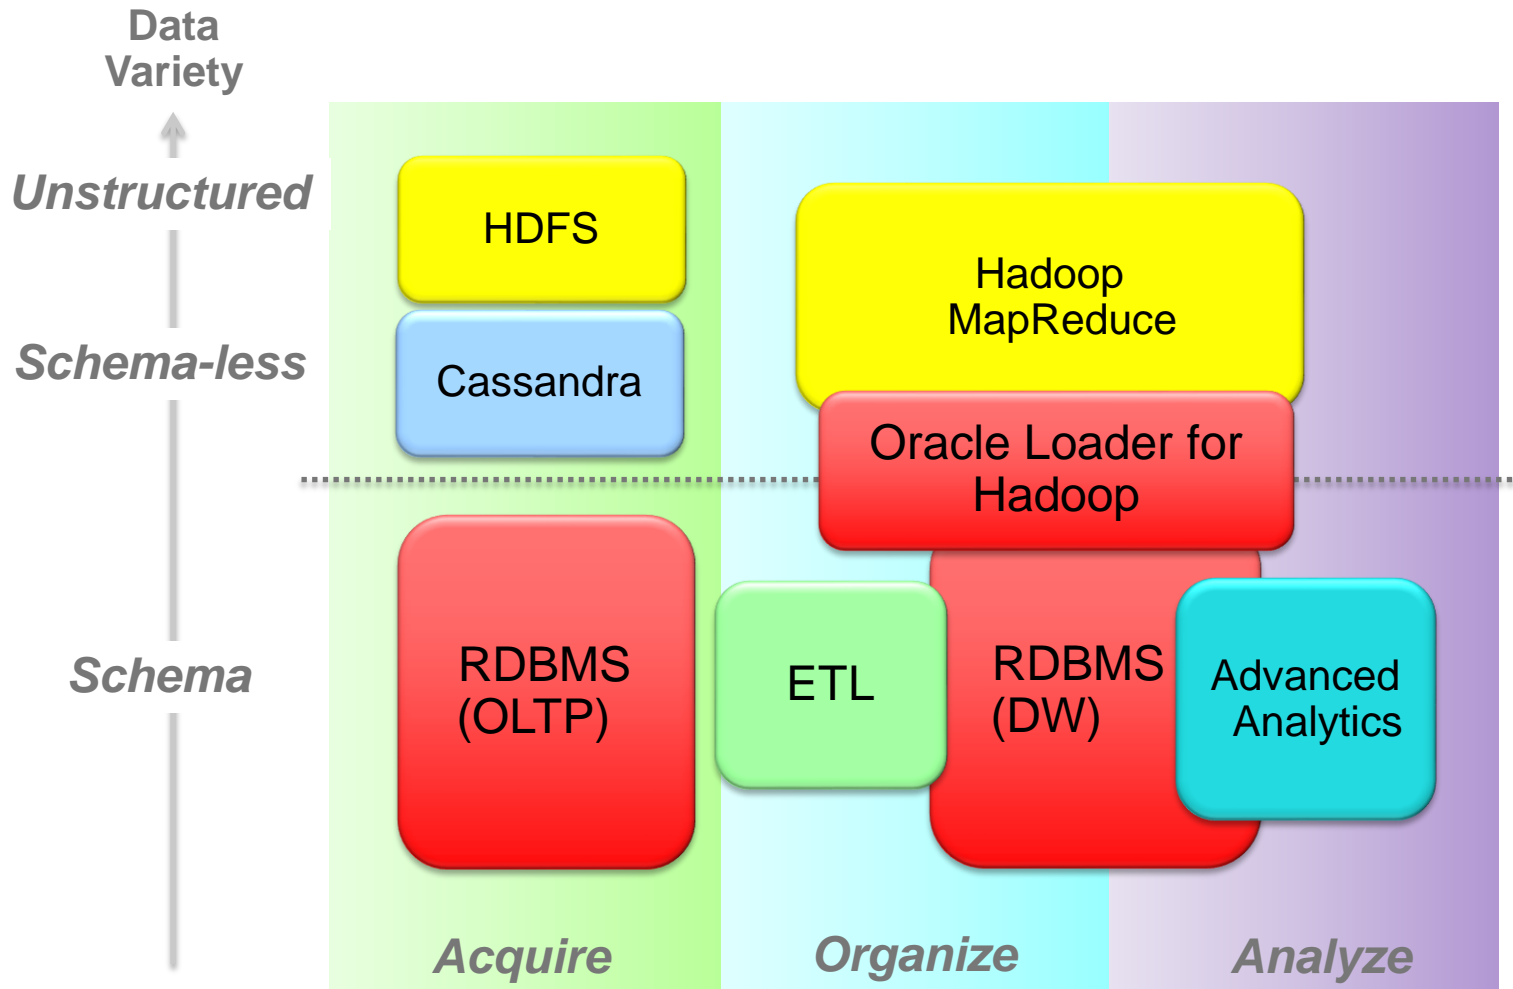 Data
Variety
Unstructured
HDFS
Hadoop
MapReduce
Schema-less
Cassandra
Oracle Loader for
Hadoop
Schema
RDBMS
(OLTP)
ETL
RDBMS
(DW)
Advanced
Analytics
Acquire
Organize
Analyze